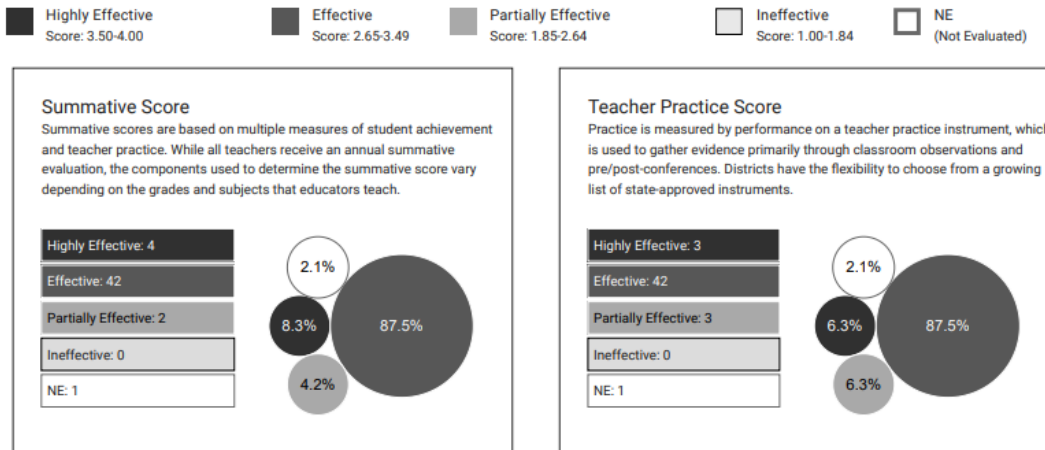 Highly Effective
Score: 3.50-4.00
Effective
Score: 2.65-3.49
Partially Effective
Score: 1.85-2.64
Ineffective
Score: 1.00-1.84
NE
(Not Evaluated)
Summative Score
Summative scores are based on multiple measures of student achievement
and teacher practice. While all teachers receive an annual summative
evaluation, the components used to determine the summative score vary
depending on the grades and subjects that educators teach.
Highly Effective: 4
Effective: 42
Partially Effective: 2
Ineffective: 0
NE: 1
2.1%
8.3%
87.5%
4.2%
Teacher Practice Score
Practice is measured by performance on a teacher practice instrument, which
is used to gather evidence primarily through classroom observations and
pre/post-conferences. Districts have the flexibility to choose from a growing
list of state-approved instruments.
Highly Effective: 3
Effective: 42
Partially Effective: 3
Ineffective: 0
NE: 1
2.1%
6.3%
87.5%
6.3%